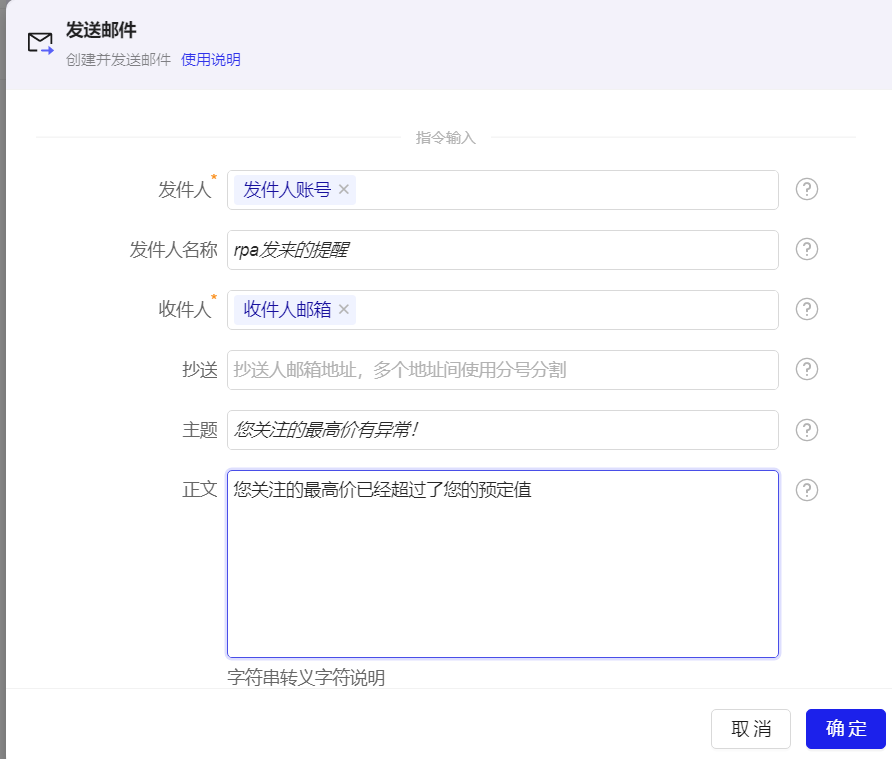 发送邮件
创建并发送邮件 使用说明
指令输入
发件人* 发件人账号 ×
发件人名称 rpa发来的提醒
收件人* 收件人邮箱 ×
抄送 抄送人邮箱地址，多个地址间使用分号分割
主题 您关注的最高价有异常！
正文 您关注的最高价已经超过了您的预定值
字符串转义字符说明
取消 确定